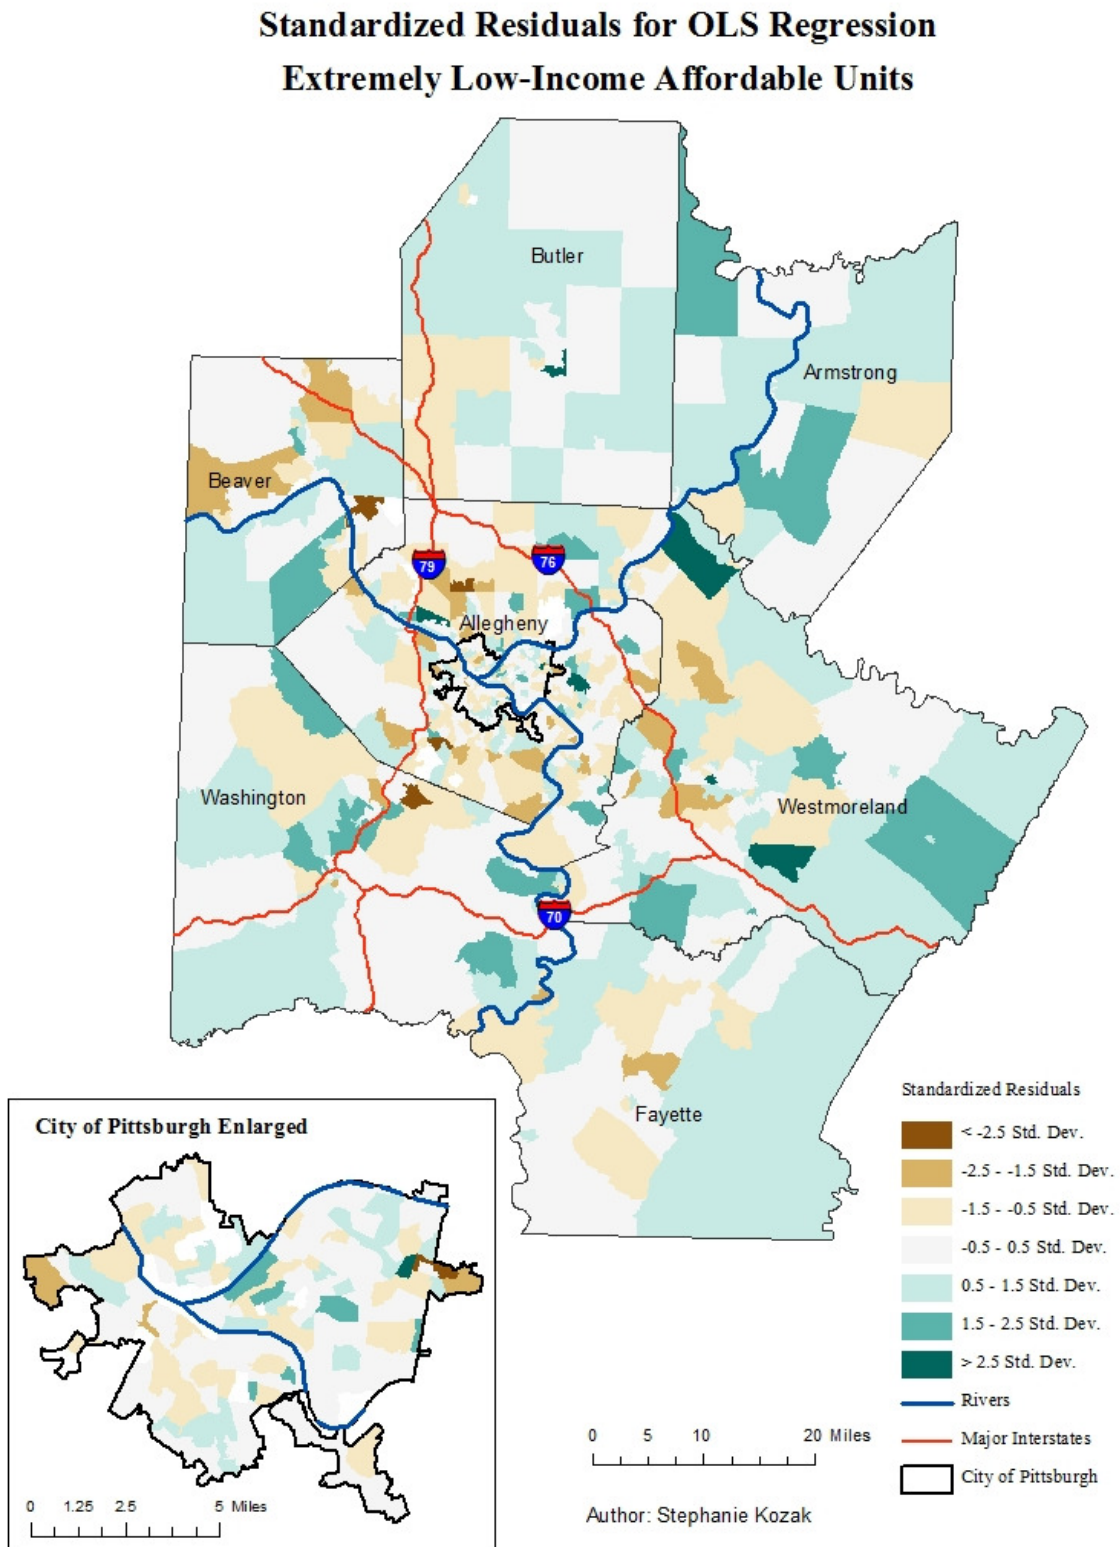 Standardized Residuals for OLS Regression
Extremely Low-Income Affordable Units
Butler
Armstrong
Beaver
79
76
Allegheny
Washington
Westmoreland
70
Fayette
City of Pittsburgh Enlarged
0 1.25 2.5 5 Miles
Standardized Residuals
< -2.5 Std. Dev.
-2.5 - -1.5 Std. Dev.
-1.5 - -0.5 Std. Dev.
-0.5 - 0.5 Std. Dev.
0.5 - 1.5 Std. Dev.
1.5 - 2.5 Std. Dev.
> 2.5 Std. Dev.
Rivers
Major Interstates
City of Pittsburgh
0 5 10 20 Miles
Author: Stephanie Kozak